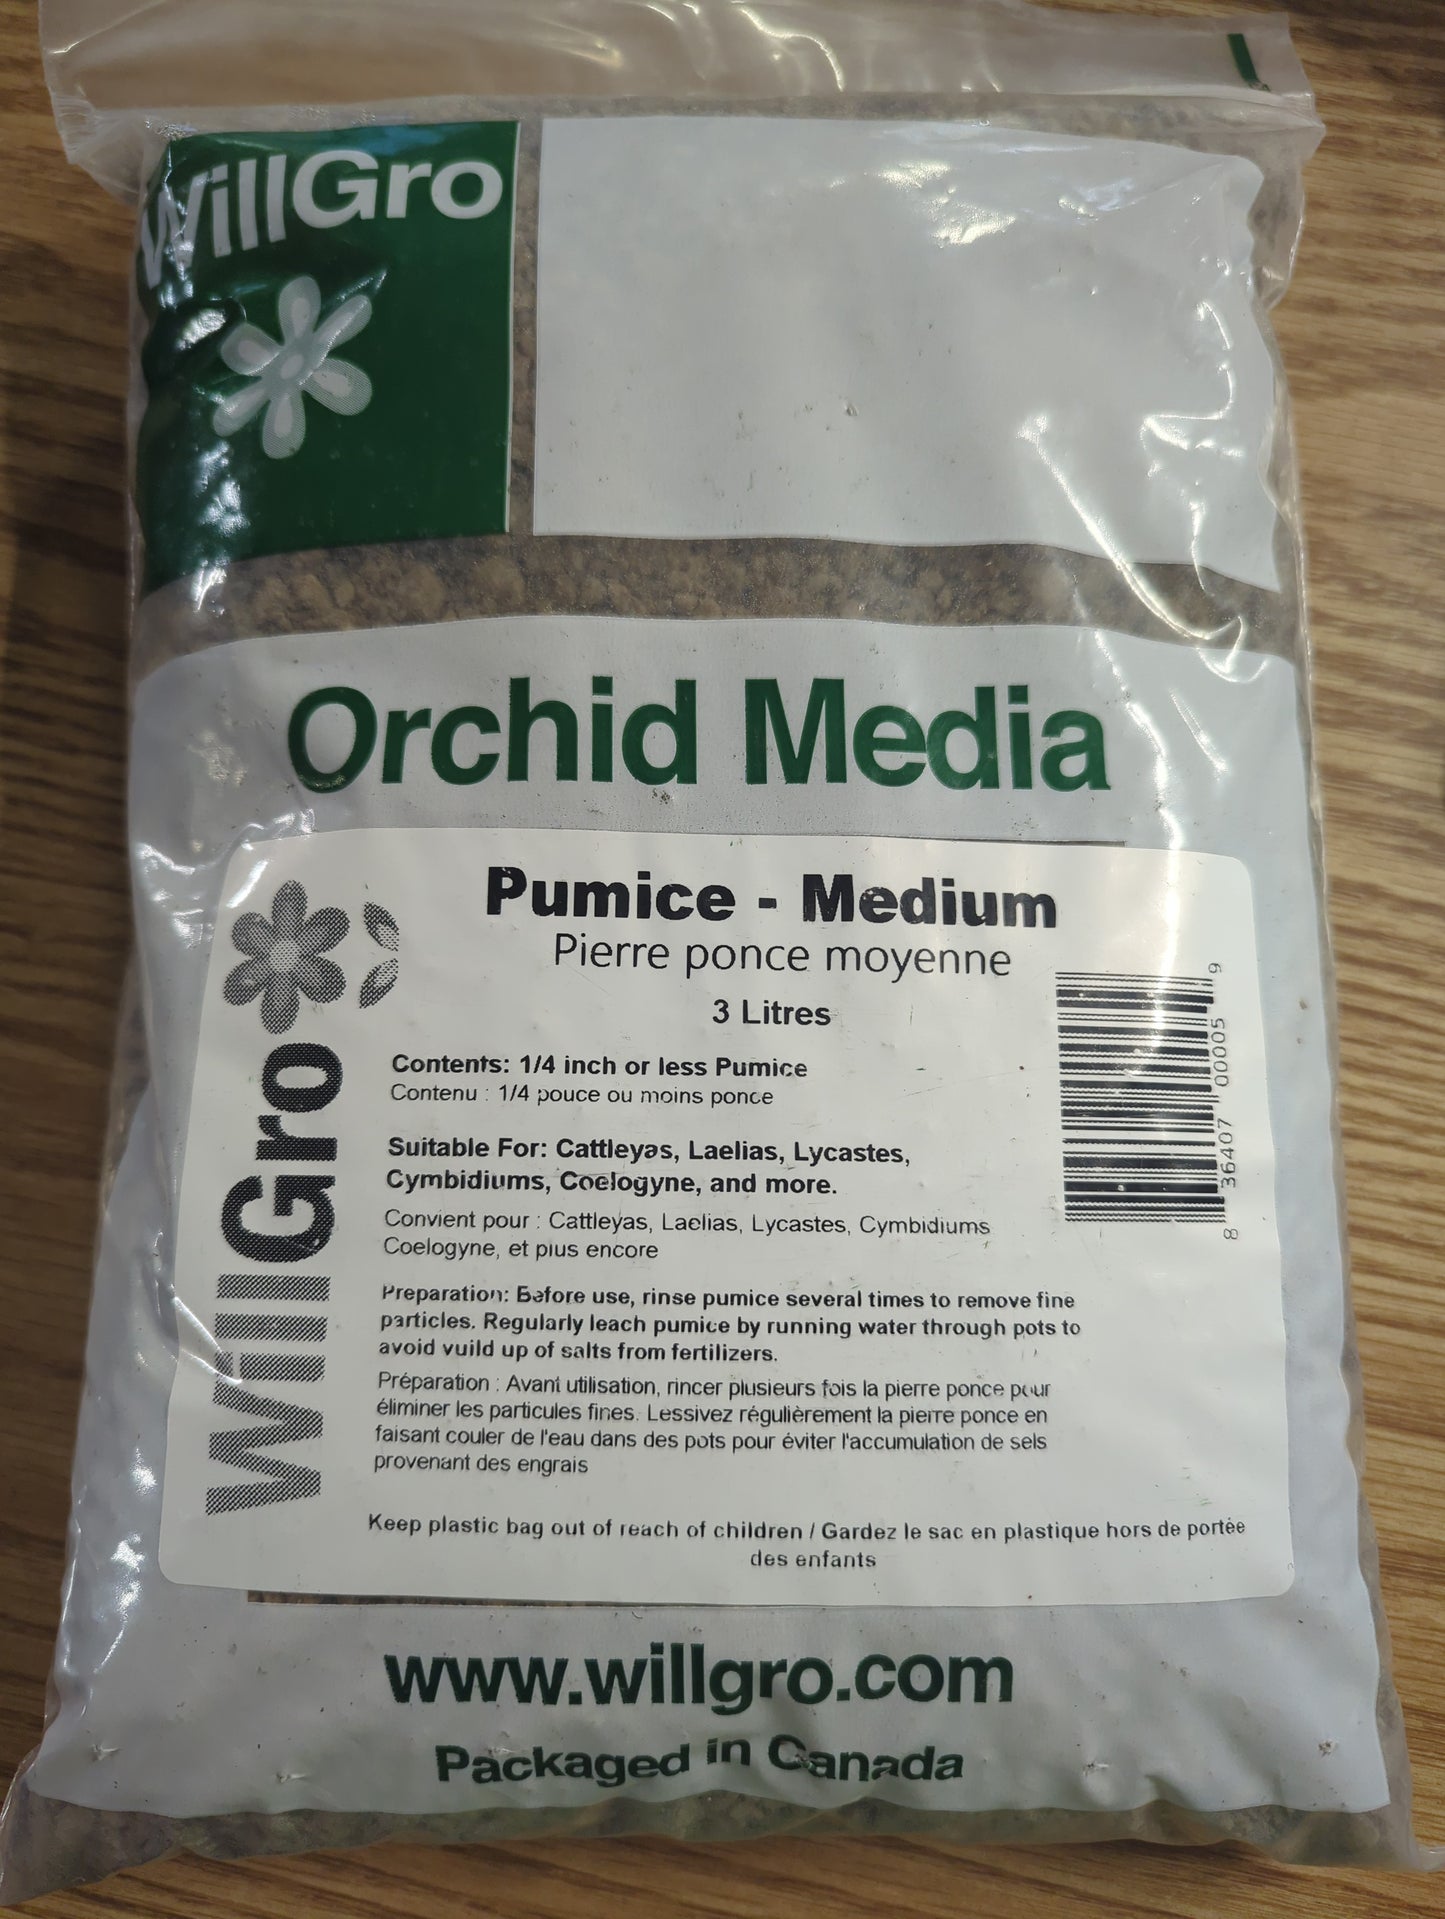 WillGro
Orchid Media
WillGro
Pumice - Medium
Pierre ponce moyenne
3 Litres
Contents: 1/4 inch or less Pumice
Contenu : 1/4 pouce ou moins ponce
Suitable For: Cattleyas, Laelias, Lycastes,
Cymbidiums, Coelogyne, and more.
Convient pour : Cattleyas, Laelias, Lycastes, Cymbidiums
Coelogyne, et plus encore
Preparation: Before use, rinse pumice several times to remove fine
particles. Regularly leach pumice by running water through pots to
avoid vuild up of salts from fertilizers.
Préparation : Avant utilisation, rincer plusieurs fois la pierre ponce pour
éliminer les particules fines. Lessivez régulièrement la pierre ponce en
faisant couler de l'eau dans des pots pour éviter l'accumulation de sels
provenant des engrais
8 36407 00005 9
Keep plastic bag out of reach of children / Gardez le sac en plastique hors de portée
des enfants
www.willgro.com
Packaged in Canada